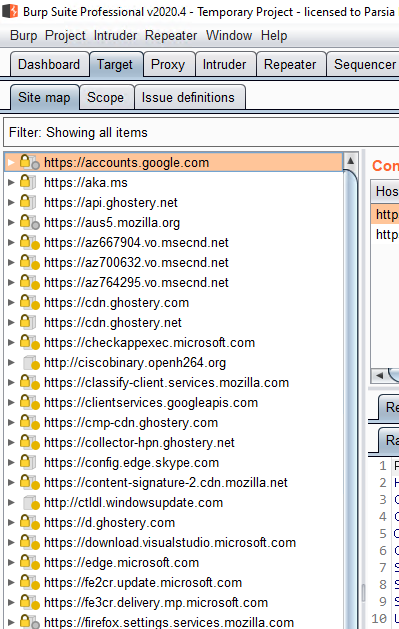 Burp Suite Professional v2020.4 - Temporary Project - licensed to Parsia
Burp Project Intruder Repeater Window Help
Dashboard Target Proxy Intruder Repeater Sequencer
Site map Scope Issue definitions
Filter: Showing all items
https://accounts.google.com
https://aka.ms
https://api.ghostery.net
https://aus5.mozilla.org
https://az667904.vo.msecnd.net
https://az700632.vo.msecnd.net
https://az764295.vo.msecnd.net
https://cdn.ghostery.com
https://cdn.ghostery.net
https://checkappexec.microsoft.com
http://ciscobinary.openh264.org
https://classify-client.services.mozilla.com
https://clientservices.googleapis.com
https://cmp-cdn.ghostery.com
https://collector-hpn.ghostery.net
https://config.edge.skype.com
https://content-signature-2.cdn.mozilla.net
http://ctldl.windowsupdate.com
https://d.ghostery.com
https://download.visualstudio.microsoft.com
https://edge.microsoft.com
https://fe2cr.update.microsoft.com
https://fe3cr.delivery.mp.microsoft.com
https://firefox.settings.services.mozilla.com
Con
Hos
http
http
Re
Ra
1
2
3
4
5
6
7
8
9
10